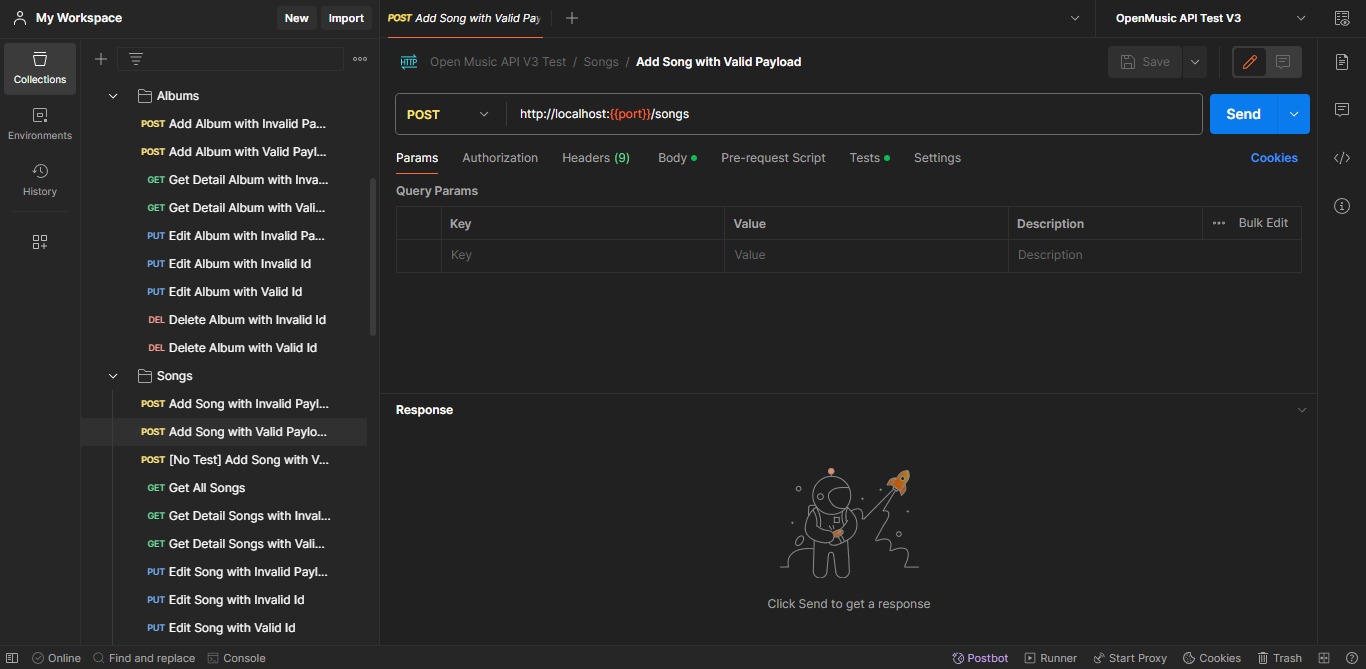 My Workspace New Import POST Add Song with Valid Pay OpenMusic API Test V3
Collections
Environments
History
Albums
POST Add Album with Invalid Pa...
POST Add Album with Valid Payl...
GET Get Detail Album with Inva...
GET Get Detail Album with Vali...
PUT Edit Album with Invalid Pa...
PUT Edit Album with Invalid Id
PUT Edit Album with Valid Id
DEL Delete Album with Invalid Id
DEL Delete Album with Valid Id
Songs
POST Add Song with Invalid Payl...
POST Add Song with Valid Paylo...
POST [No Test] Add Song with V...
GET Get All Songs
GET Get Detail Songs with Inval...
GET Get Detail Songs with Vali...
PUT Edit Song with Invalid Payl...
PUT Edit Song with Invalid Id
PUT Edit Song with Valid Id
HTTP Open Music API V3 Test / Songs / Add Song with Valid Payload Save
POST http://localhost:{{port}}/songs Send
Params Authorization Headers (9) Body Pre-request Script Tests Settings Cookies
Query Params
Key Value Description Bulk Edit
Key Value Description
Response
Click Send to get a response
Online Find and replace Console Postbot Runner Start Proxy Cookies Trash